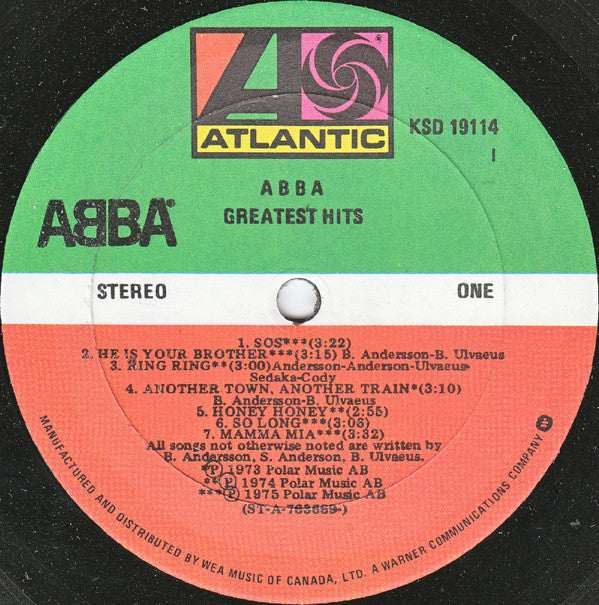 ATLANTIC
KSD 19114
I
ABBA
GREATEST HITS
ABBA
STEREO
ONE
1. SOS***(3:22)
2. HE IS YOUR BROTHER***(3:15) B. Andersson-B. Ulvaeus
3. RING RING**(3:00)Andersson-Andersson-Ulvaeus-
Sedaka-Cody
4. ANOTHER TOWN, ANOTHER TRAIN*(3:10)
B. Andersson-B. Ulvaeus
5. HONEY HONEY**(2:55)
6. SO LONG***(3:06)
7. MAMMA MIA***(3:32)
All songs not otherwise noted are written by
B. Andersson, S. Anderson, B. Ulvaeus.
*Ⓟ 1973 Polar Music AB
**Ⓟ 1974 Polar Music AB
***Ⓟ 1975 Polar Music AB
(ST-A-763669-)
MANUFACTURED AND DISTRIBUTED BY WEA MUSIC OF CANADA, LTD. A WARNER COMMUNICATIONS COMPANY